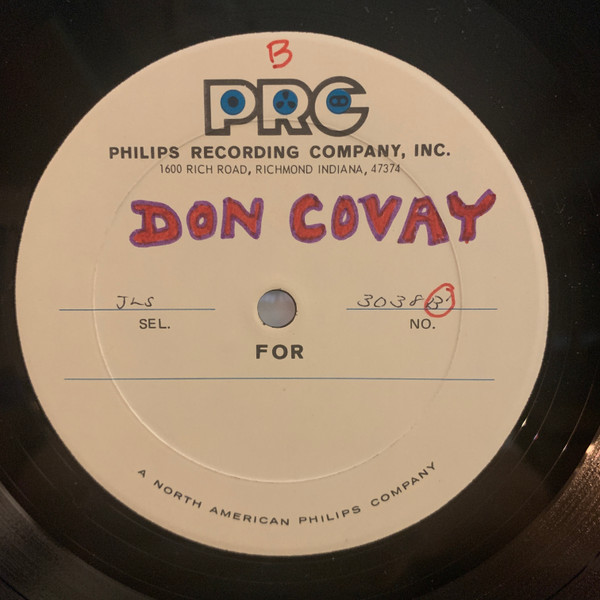 B
PRC
PHILIPS RECORDING COMPANY, INC.
1600 RICH ROAD, RICHMOND INDIANA, 47374
DON COVAY
JLS 3038 B
SEL. NO.
FOR
A NORTH AMERICAN PHILIPS COMPANY